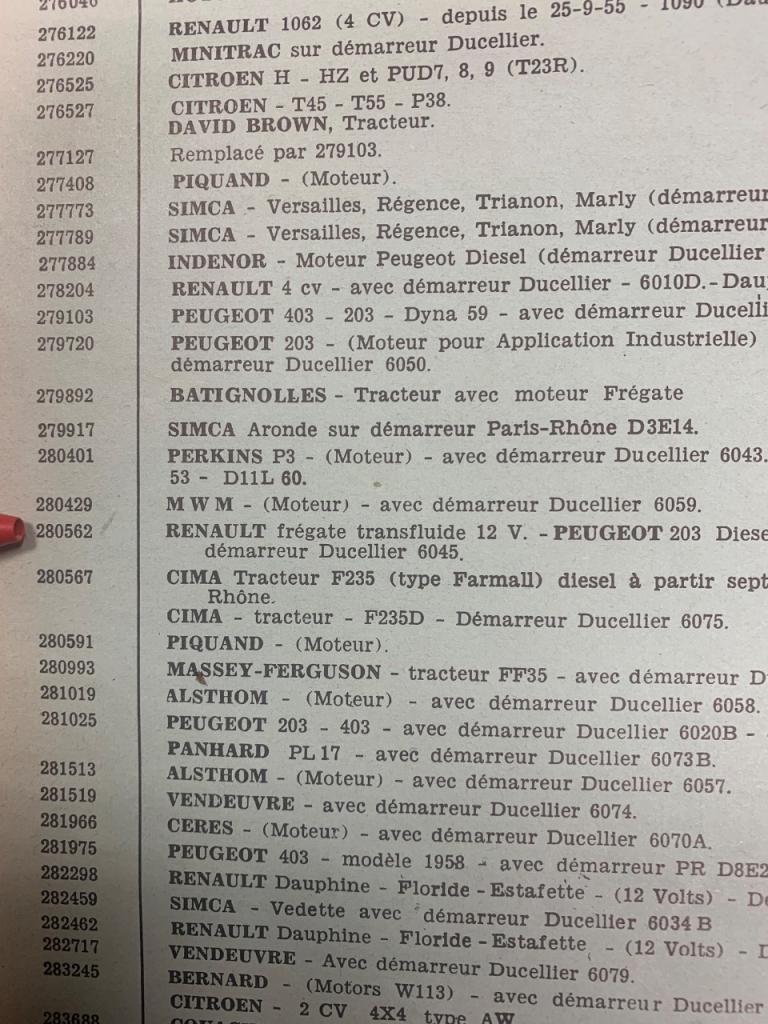 276122 RENAULT 1062 (4 CV) - depuis le 25-9-55 - 1090
276220 MINITRAC sur démarreur Ducellier.
276525 CITROEN H - HZ et PUD7, 8, 9 (T23R).
276527 CITROEN - T45 - T55 - P38.
DAVID BROWN, Tracteur.
277127 Remplacé par 279103.
277408 PIQUAND - (Moteur).
277773 SIMCA - Versailles, Régence, Trianon, Marly (démarreur
277789 SIMCA - Versailles, Régence, Trianon, Marly (démarreur
277884 INDENOR - Moteur Peugeot Diesel (démarreur Ducellier
278204 RENAULT 4 cv - avec démarreur Ducellier - 6010D. - Dau
279103 PEUGEOT 403 - 203 - Dyna 59 - avec démarreur Ducelli
279720 PEUGEOT 203 - (Moteur pour Application Industrielle)
démarreur Ducellier 6050.
279892 BATIGNOLLES - Tracteur avec moteur Frégate
279917 SIMCA Aronde sur démarreur Paris-Rhône D3E14.
280401 PERKINS P3 - (Moteur) - avec démarreur Ducellier 6043.
53 - D11L 60.
280429 M W M - (Moteur) - avec démarreur Ducellier 6059.
280562 RENAULT frégate transfluide 12 V. - PEUGEOT 203 Diese
démarreur Ducellier 6045.
280567 CIMA Tracteur F235 (type Farmall) diesel à partir sept
Rhône.
CIMA - tracteur - F235D - Démarreur Ducellier 6075.
280591 PIQUAND - (Moteur).
280993 MASSEY-FERGUSON - tracteur FF35 - avec démarreur D
281019 ALSTHOM - (Moteur) - avec démarreur Ducellier 6058.
281025 PEUGEOT 203 - 403 - avec démarreur Ducellier 6020B -
PANHARD PL 17 - avec démarreur Ducellier 6073B.
281513 ALSTHOM - (Moteur) - avec démarreur Ducellier 6057.
281519 VENDEUVRE - avec démarreur Ducellier 6074.
281966 CERES - (Moteur) - avec démarreur Ducellier 6070A.
281975 PEUGEOT 403 - modèle 1958 - avec démarreur PR D8E2
282298 RENAULT Dauphine - Floride - Estafette - (12 Volts) - De
282459 SIMCA - Vedette avec démarreur Ducellier 6034 B
282462 RENAULT Dauphine - Floride - Estafette - (12 Volts) - D
282717 VENDEUVRE - Avec démarreur Ducellier 6079.
283245 BERNARD - (Motors W113) - avec démarreur Ducellier
CITROEN - 2 CV 4X4 type AW
283688